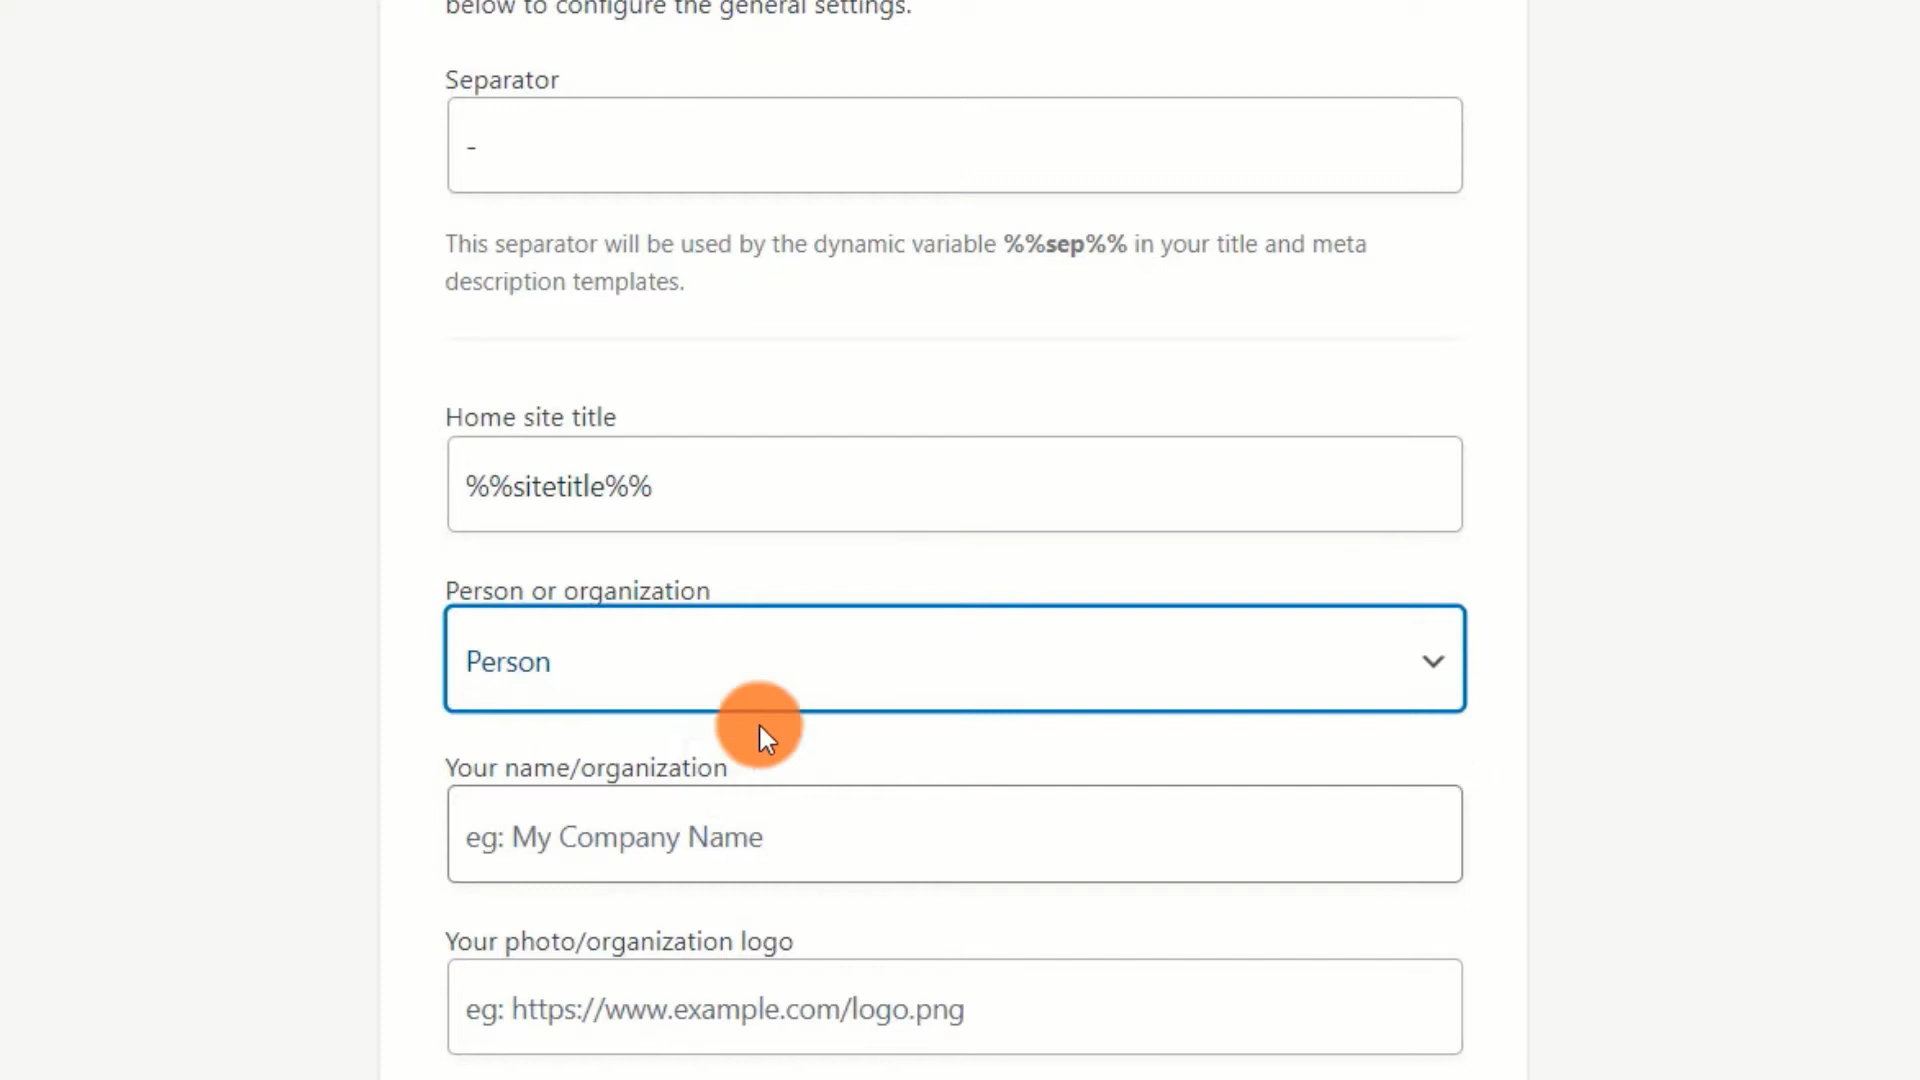 below to configure the general settings.
Separator
-
This separator will be used by the dynamic variable %%sep%% in your title and meta
description templates.
Home site title
%%sitetitle%%
Person or organization
Person
Your name/organization
eg: My Company Name
Your photo/organization logo
eg: https://www.example.com/logo.png